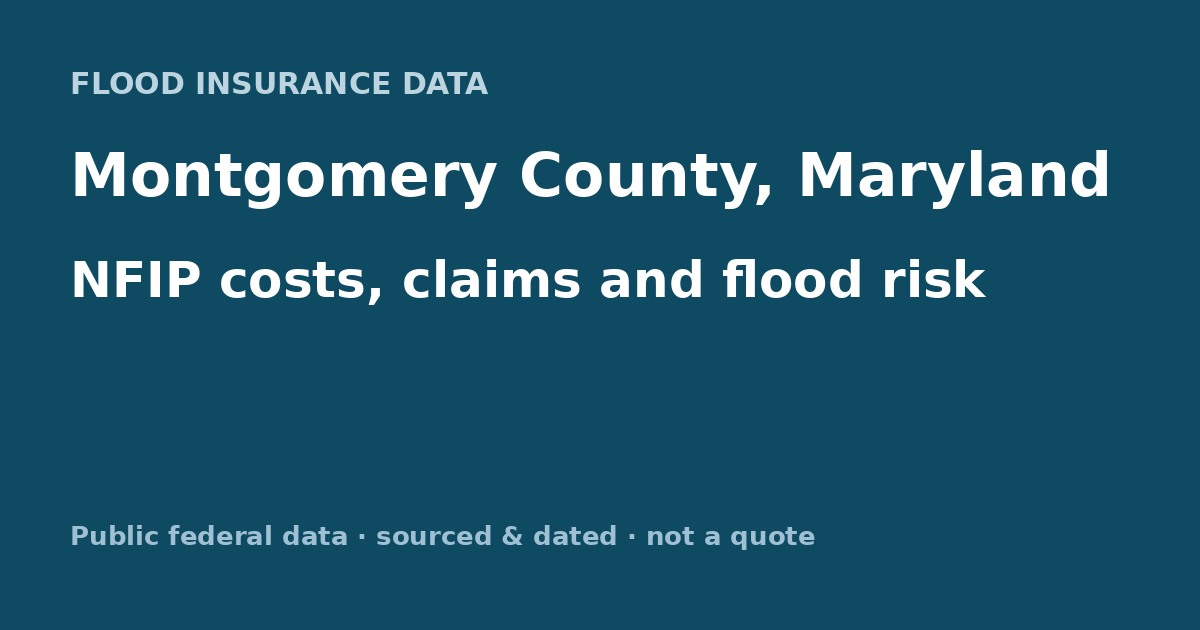 FLOOD INSURANCE DATA
Montgomery County, Maryland
NFIP costs, claims and flood risk
Public federal data · sourced & dated · not a quote